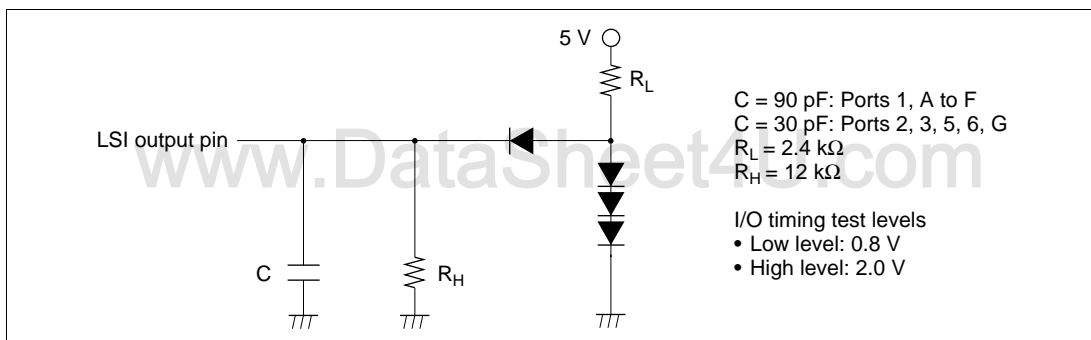 5 V
R_L
LSI output pin
C
R_H
C = 90 pF: Ports 1, A to F
C = 30 pF: Ports 2, 3, 5, 6, G
R_L = 2.4 kΩ
R_H = 12 kΩ
I/O timing test levels
• Low level: 0.8 V
• High level: 2.0 V
www.DataSheet4U.com